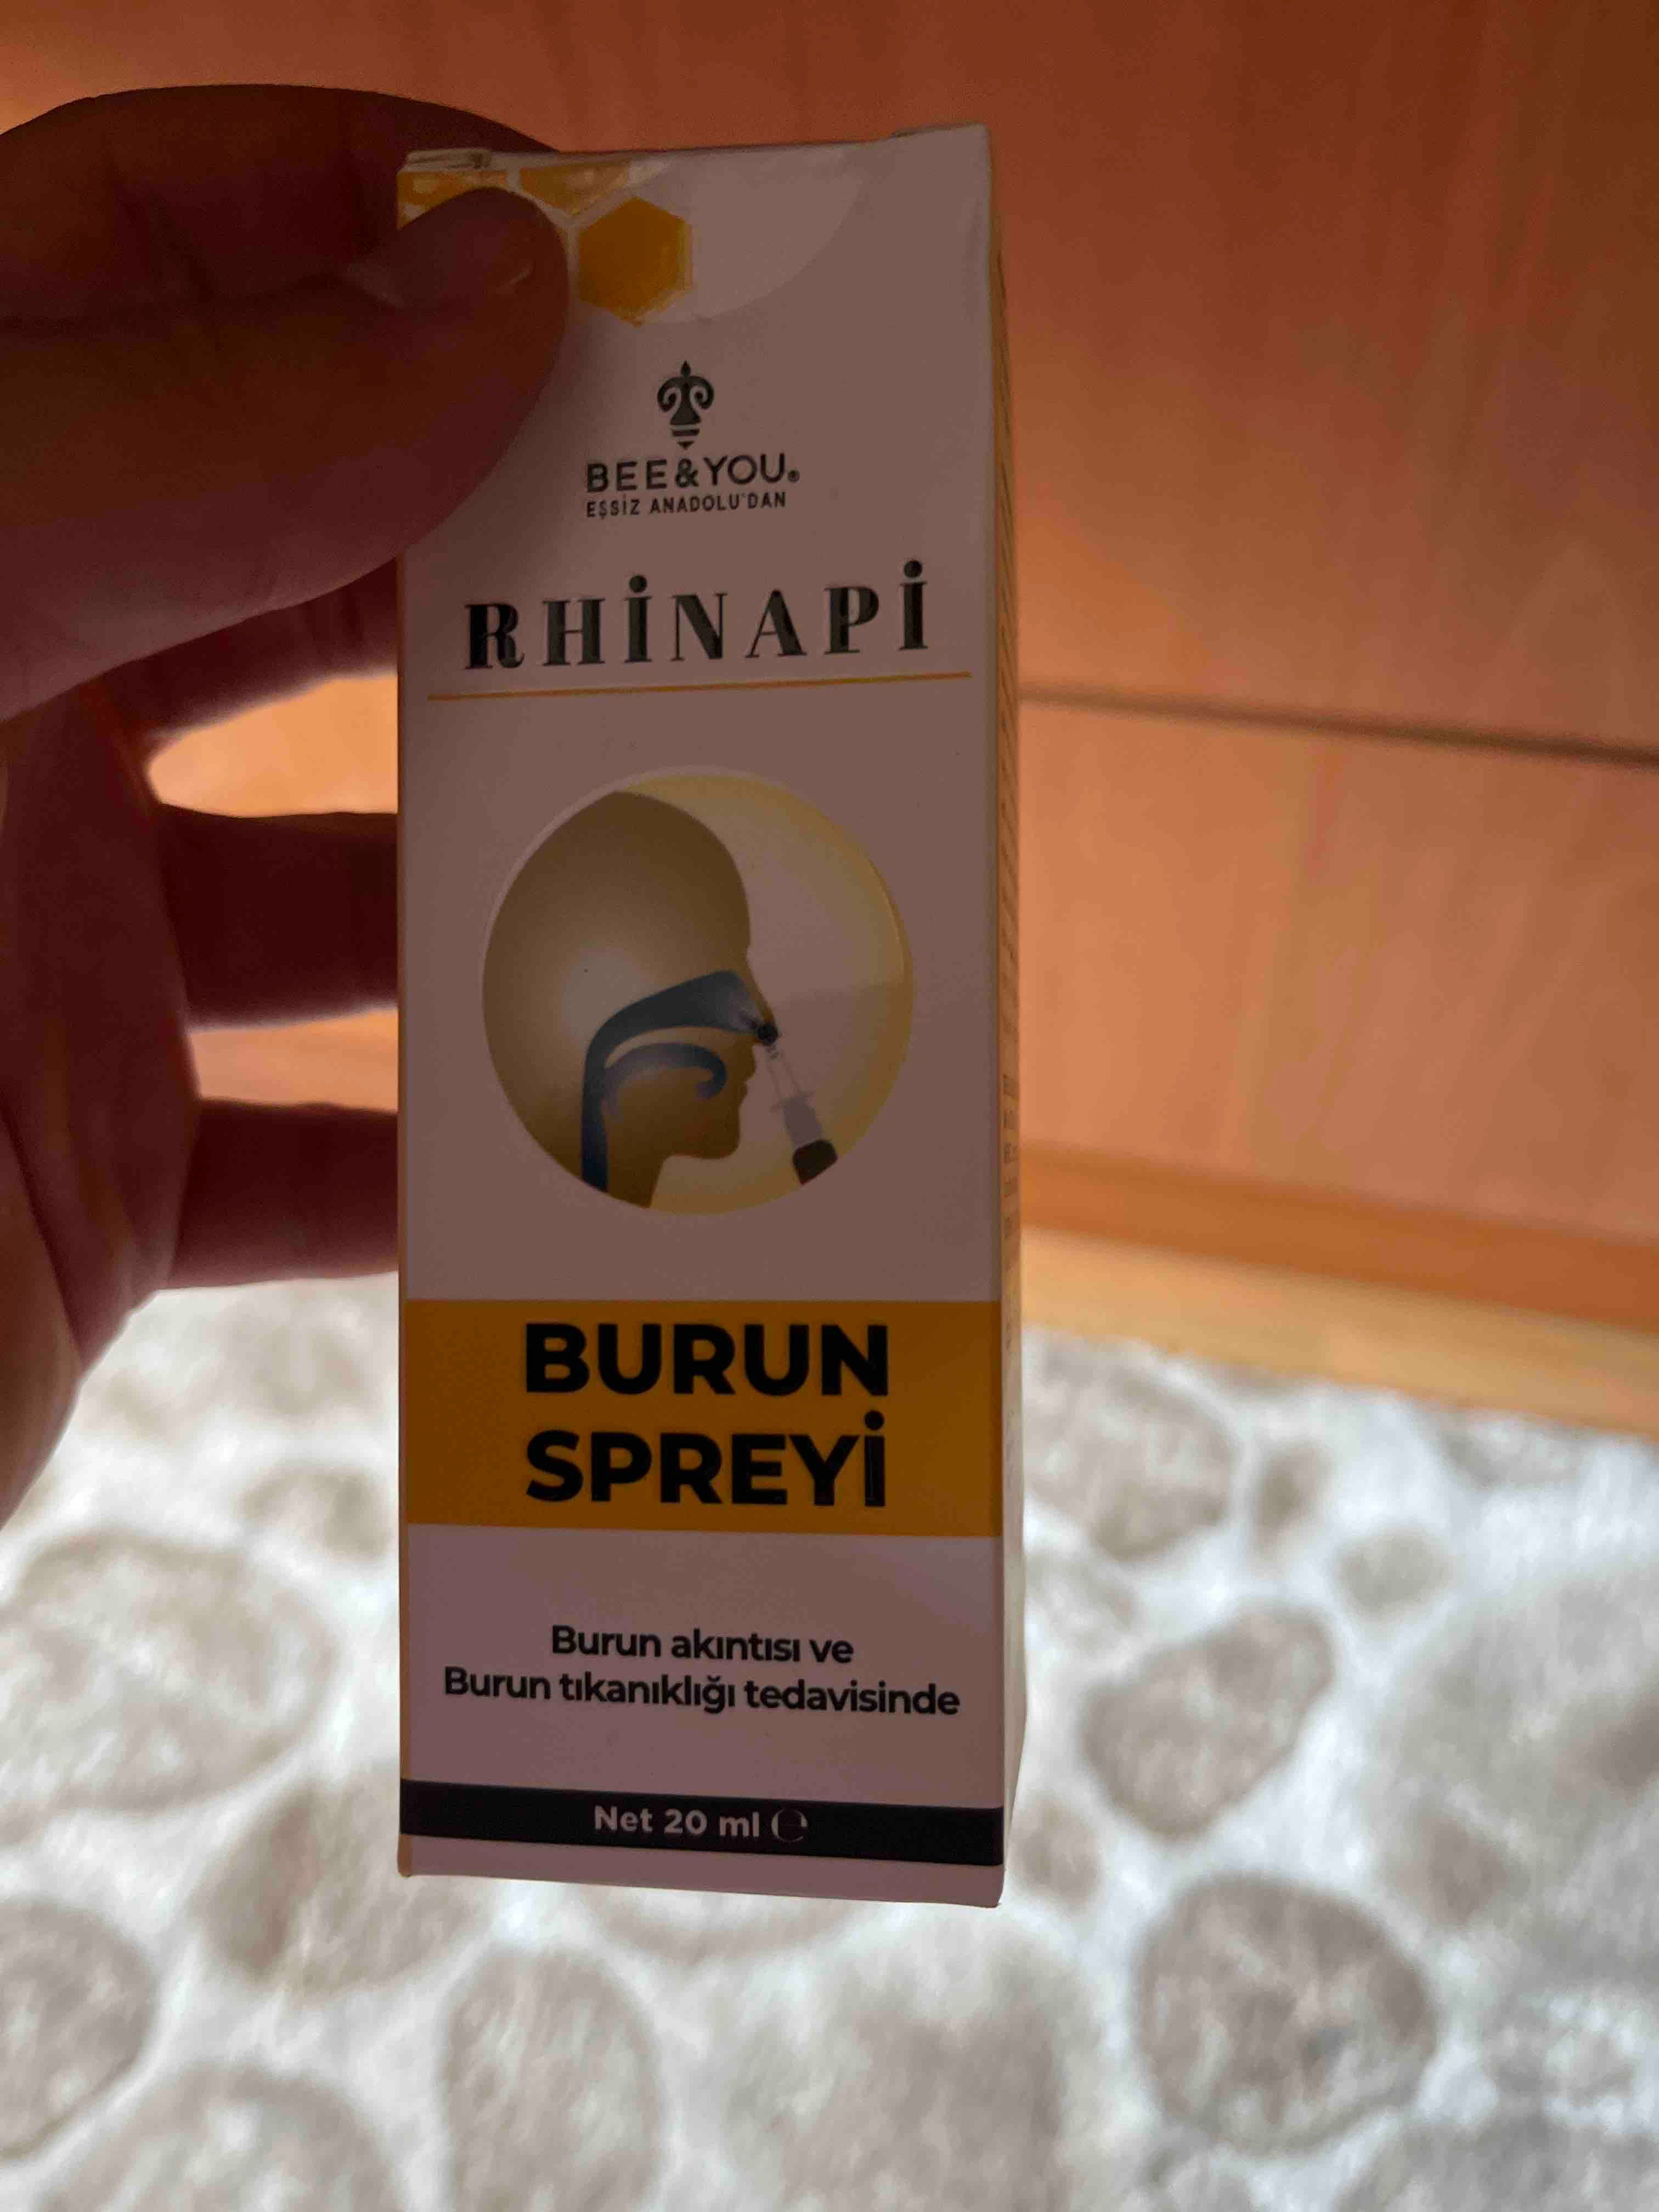 BEE&YOU®
EŞSİZ ANADOLU'DAN
RHİNAPİ
BURUN
SPREYİ
Burun akıntısı ve
Burun tıkanıklığı tedavisinde
Net 20 ml ℮